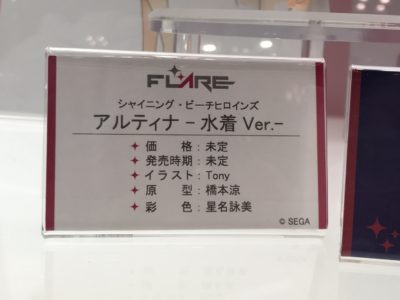 FLARE
シャイニング・ビーチヒロインズ
アルティナ -水着 Ver.-
✦ 価格：未定
✦ 発売時期：未定
✦ イラスト：Tony
✦ 原型：橋本涼
✦ 彩色：星名詠美
© SEGA